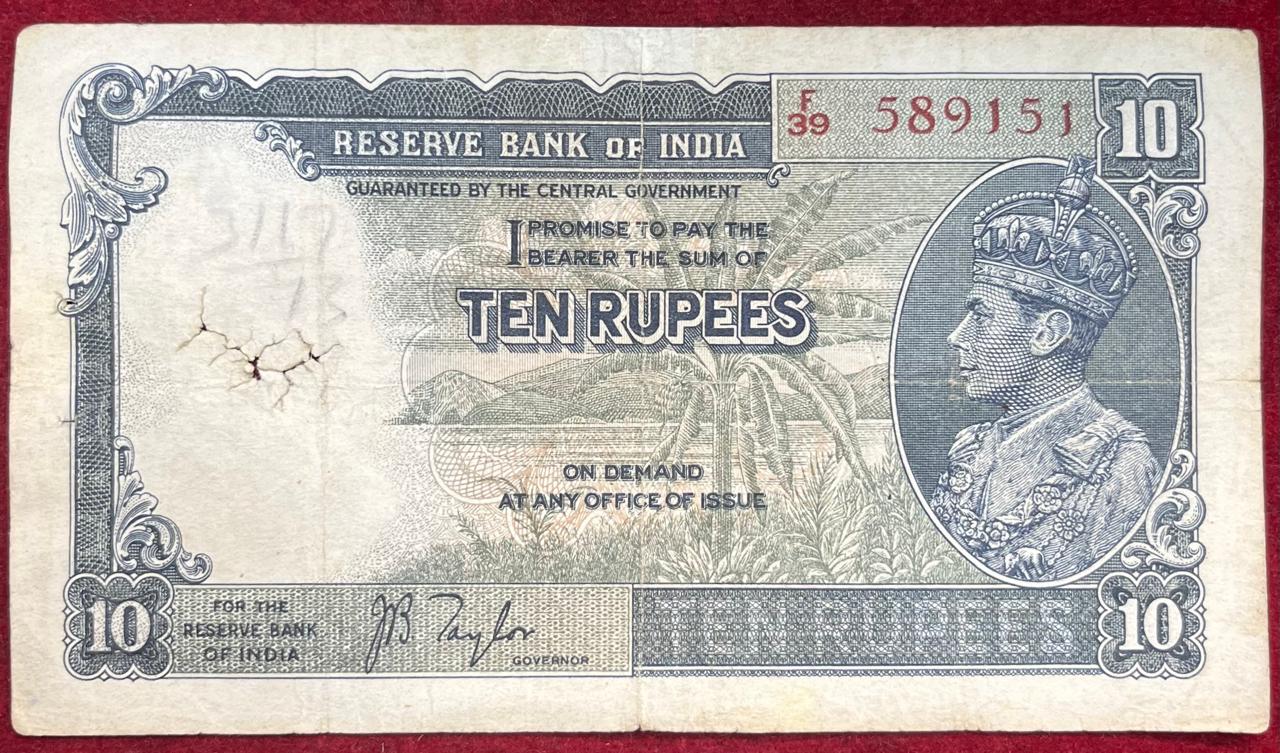 F
39 589151
10
RESERVE BANK OF INDIA
GUARANTEED BY THE CENTRAL GOVERNMENT
I PROMISE TO PAY THE
BEARER THE SUM OF
TEN RUPEES
ON DEMAND
AT ANY OFFICE OF ISSUE
10
FOR THE
RESERVE BANK
OF INDIA
JB Taylor
GOVERNOR
TEN RUPEES
10